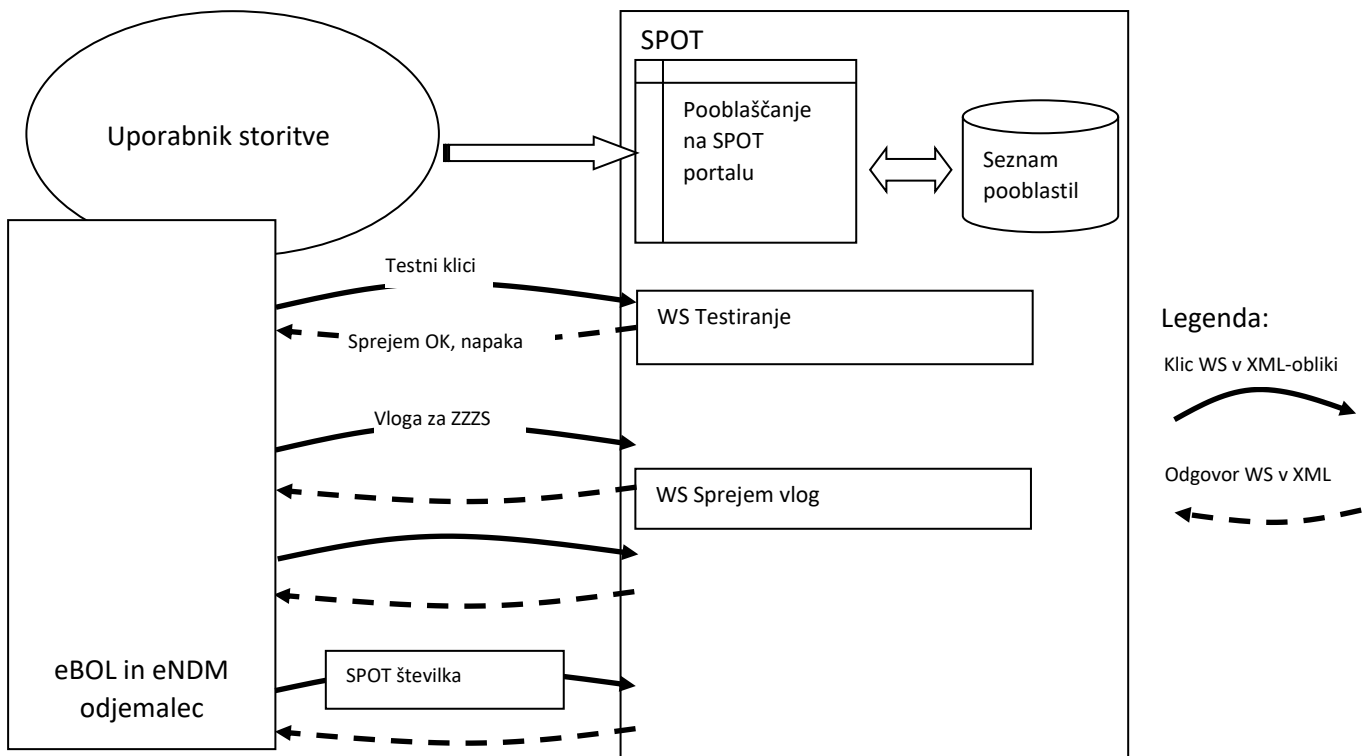 SPOT
Uporabnik storitve
Pooblaščanje
na SPOT
portalu
Seznam
pooblastil
Testni klici
WS Testiranje
Sprejem OK, napaka
Legenda:
Klic WS v XML-obliki
Vloga za ZZZS
WS Sprejem vlog
Odgovor WS v XML
eBOL in eNDM
odjemalec
SPOT številka